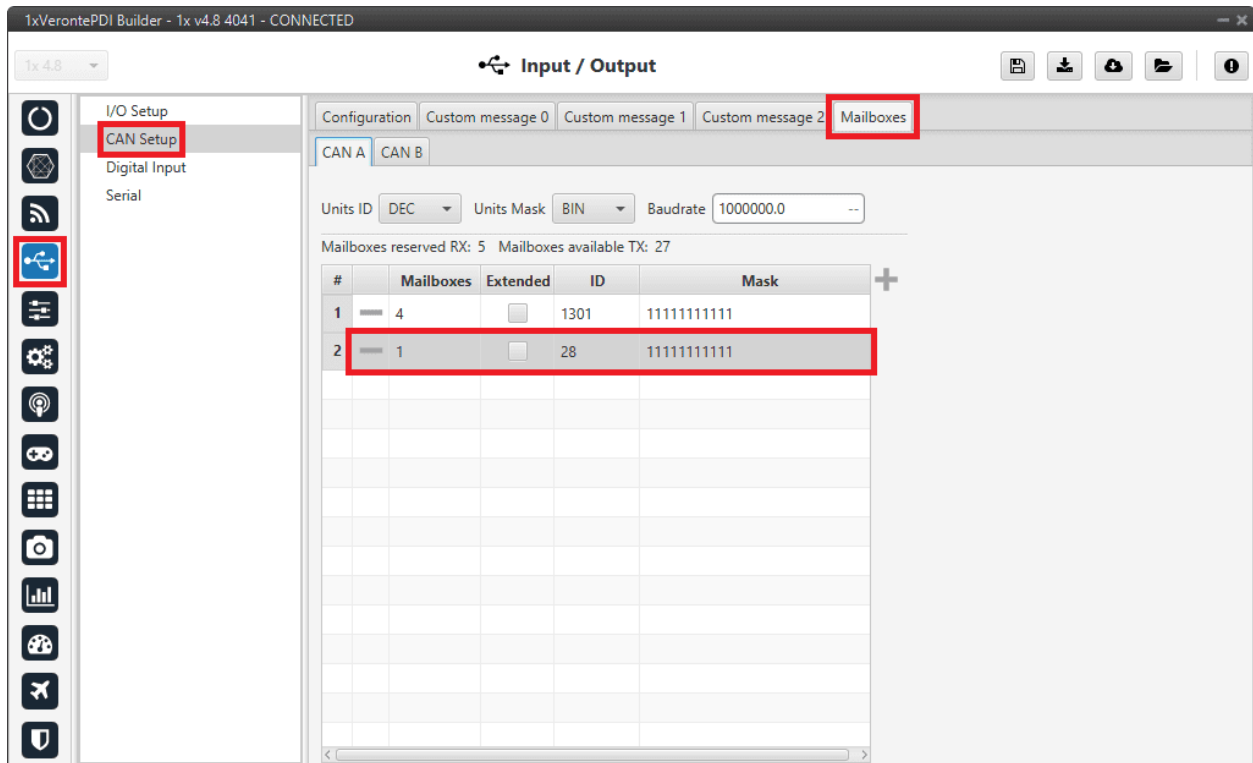 1xVerontePDI Builder - 1x v4.8 4041 - CONNECTED
1x 4.8
Input / Output
I/O Setup
CAN Setup
Digital Input
Serial
Configuration Custom message 0 Custom message 1 Custom message 2 Mailboxes
CAN A CAN B
Units ID DEC Units Mask BIN Baudrate 1000000.0 --
Mailboxes reserved RX: 5 Mailboxes available TX: 27
# Mailboxes Extended ID Mask
1 4 1301 11111111111
2 1 28 11111111111